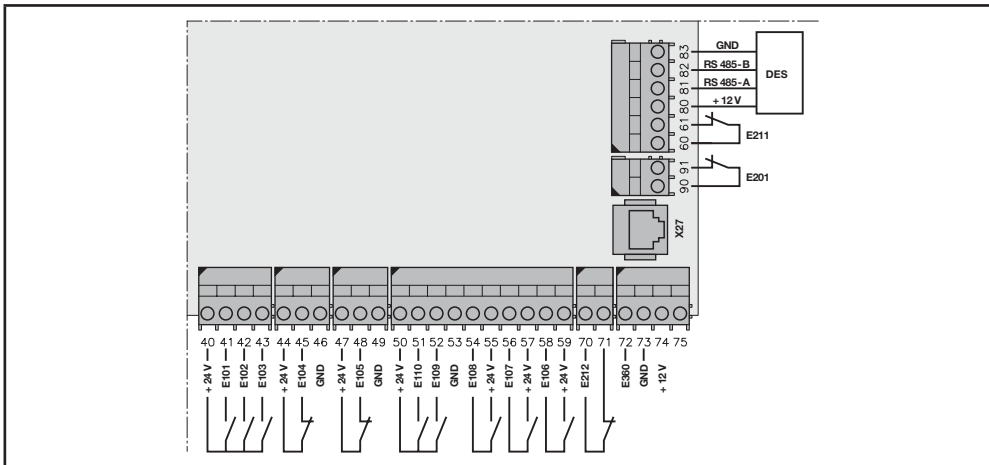 83 GND
82 RS 485-B
81 RS 485-A
80 + 12 V
DES
61
60
E211
91
90
E201
X27
40 41 42 43 44 45 46 47 48 49 50 51 52 53 54 55 56 57 58 59 70 71 72 73 74 75
+ 24 V E101 E102 E103 + 24 V E104 GND + 24 V E105 GND + 24 V E110 E109 GND E108 + 24 V E107 + 24 V E106 + 24 V E212 E360 GND + 12 V